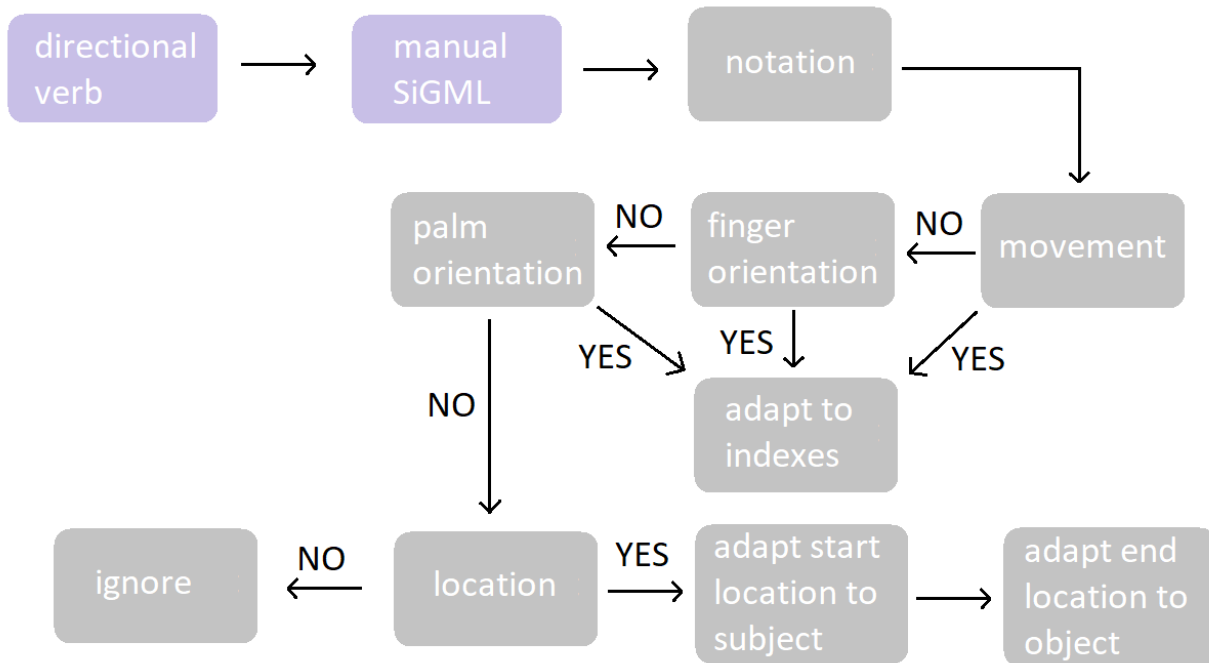 directional
verb
manual
SiGML
notation
palm
orientation
NO
finger
orientation
NO
movement
YES
YES
YES
NO
adapt to
indexes
ignore
NO
location
YES
adapt start
location to
subject
adapt end
location to
object